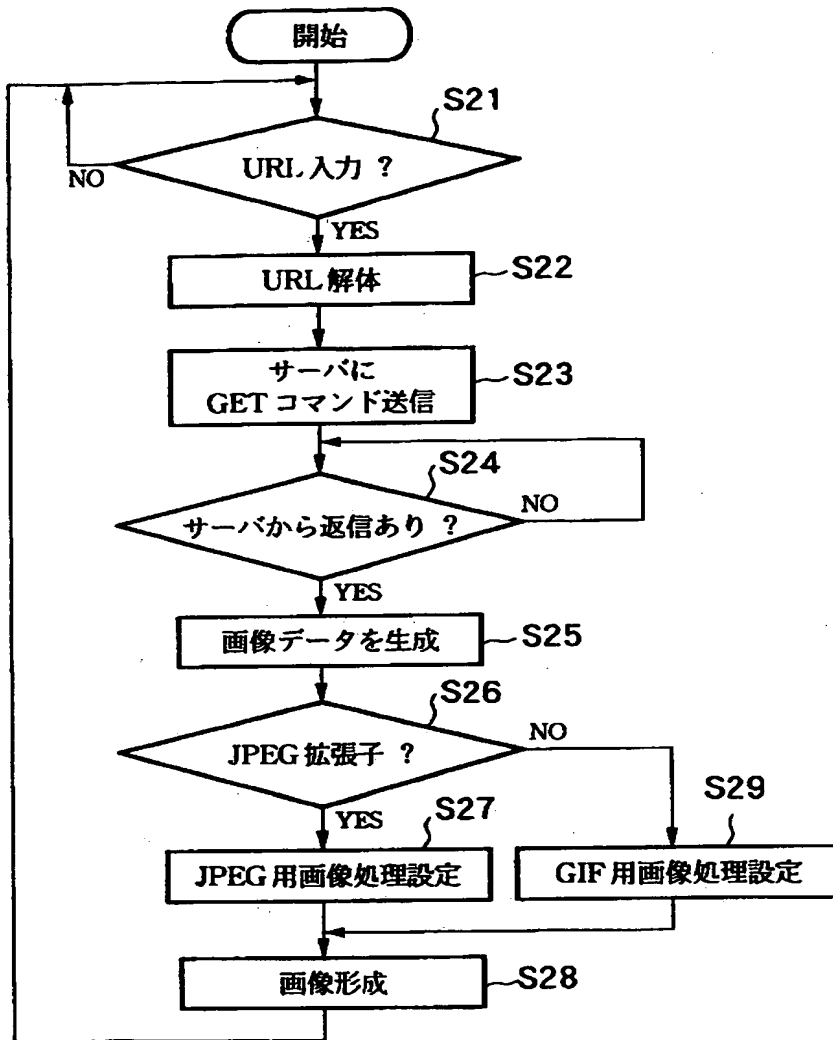 開始
S21
URL 入力 ?
NO
YES
URL 解体
S22
サーバに
GET コマンド送信
S23
S24
サーバから返信あり ?
NO
YES
画像データを生成
S25
S26
JPEG 拡張子 ?
NO
YES
S27
S29
JPEG 用画像処理設定
GIF 用画像処理設定
画像形成
S28